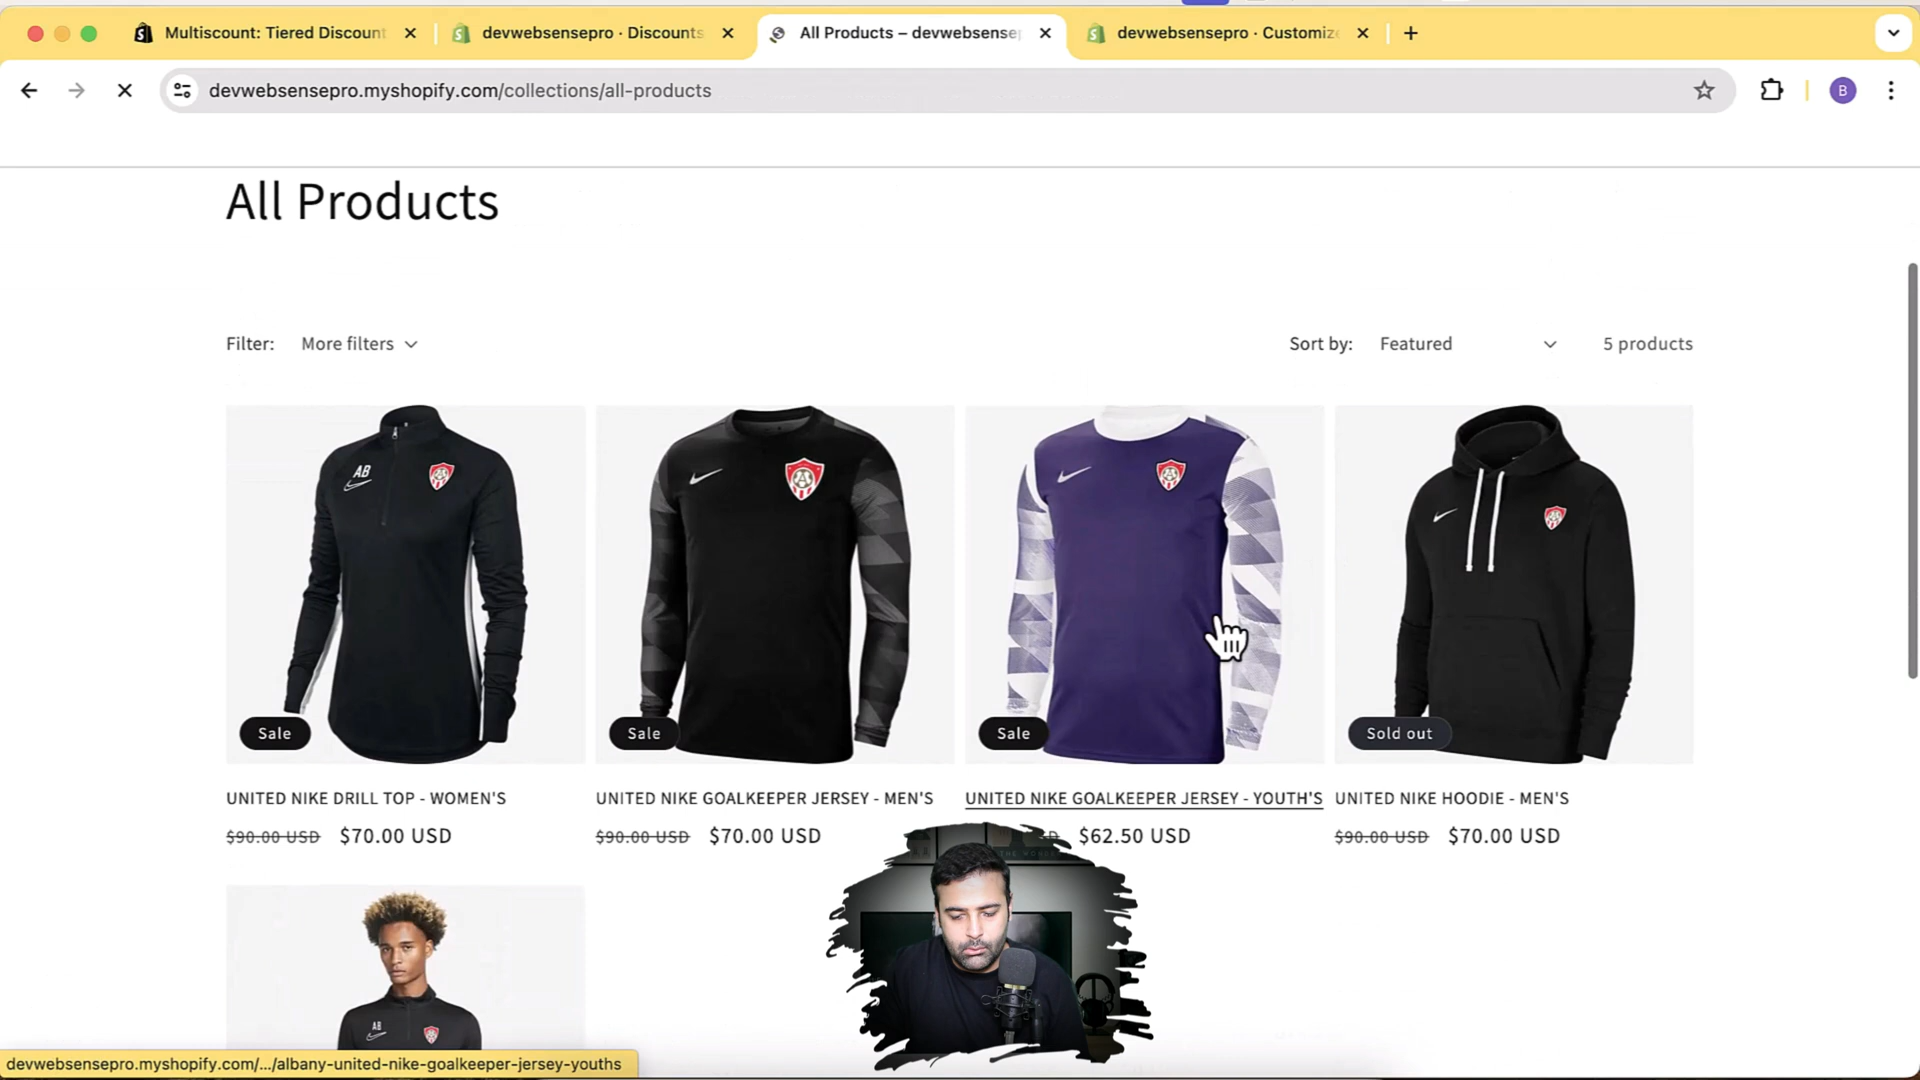 Multiscount: Tiered Discount
devwebsensepro · Discounts
All Products – devwebsense
devwebsensepro · Customize
devwebsensepro.myshopify.com/collections/all-products
B
All Products
Filter: More filters
Sort by: Featured 5 products
AB
Sale
Sale
Sale
Sold out
UNITED NIKE DRILL TOP - WOMEN'S
$90.00 USD $70.00 USD
UNITED NIKE GOALKEEPER JERSEY - MEN'S
$90.00 USD $70.00 USD
UNITED NIKE GOALKEEPER JERSEY - YOUTH'S
$62.50 USD
UNITED NIKE HOODIE - MEN'S
$90.00 USD $70.00 USD
AB
devwebsensepro.myshopify.com/.../albany-united-nike-goalkeeper-jersey-youths